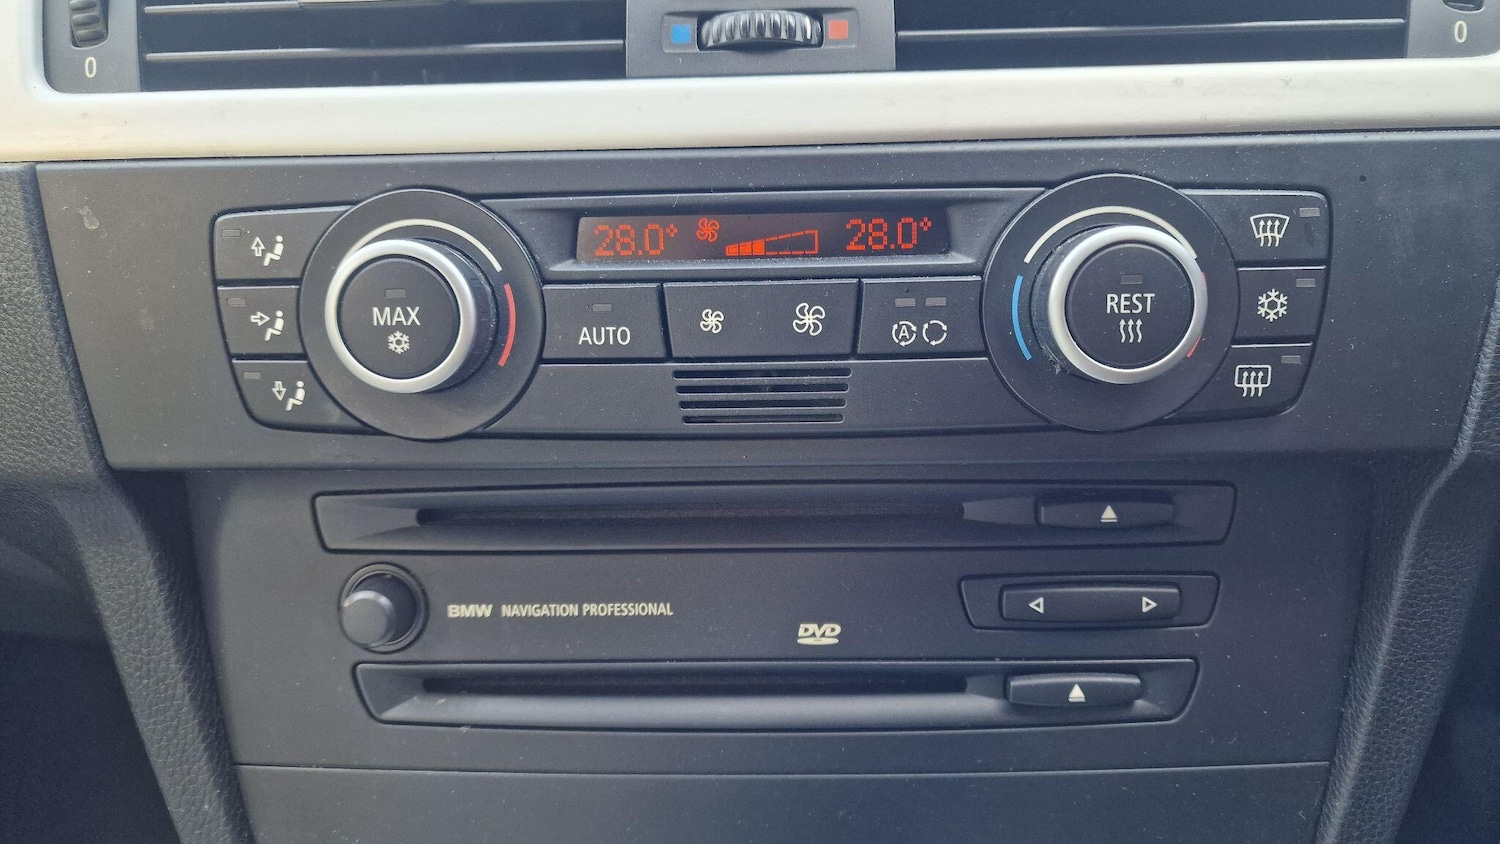 0
0
28.0°
28.0°
MAX
AUTO
A
REST
BMW NAVIGATION PROFESSIONAL
DVD